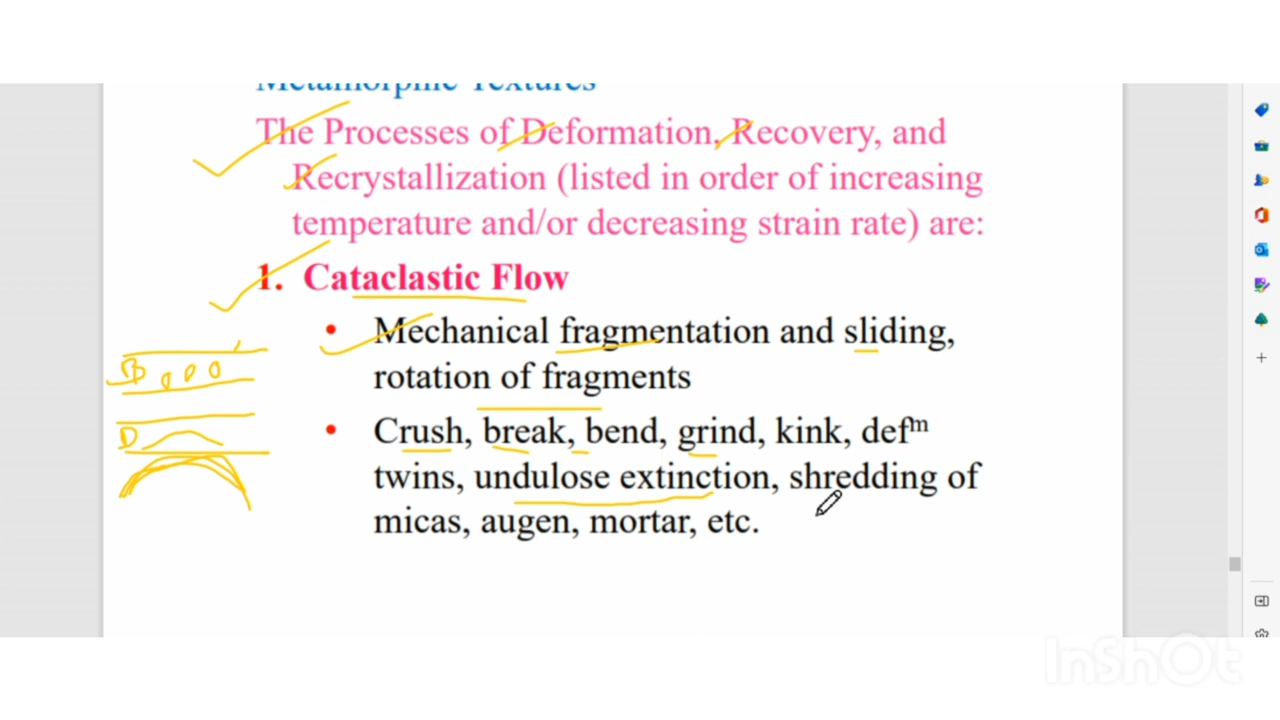 Metamorphic Textures
The Processes of Deformation, Recovery, and
Recrystallization (listed in order of increasing
temperature and/or decreasing strain rate) are:
1. Cataclastic Flow
• Mechanical fragmentation and sliding,
rotation of fragments
B
• Crush, break, bend, grind, kink, defᵐ
D
twins, undulose extinction, shredding of
micas, augen, mortar, etc.
InShOt